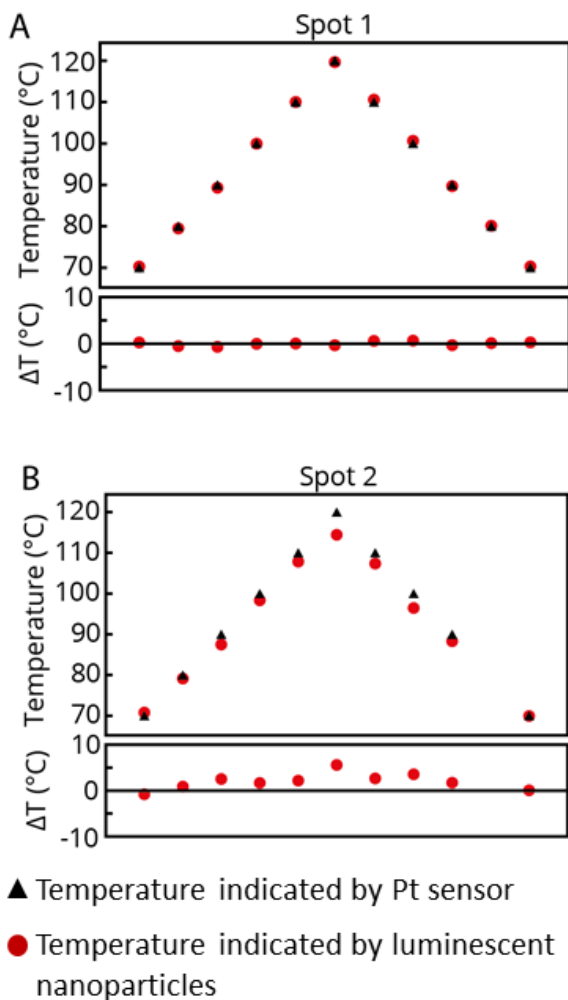 A
Spot 1
Temperature (°C)
120
110
100
90
80
70
ΔT (°C)
10
0
-10
B
Spot 2
Temperature (°C)
120
110
100
90
80
70
ΔT (°C)
10
0
-10
▲ Temperature indicated by Pt sensor
● Temperature indicated by luminescent
nanoparticles